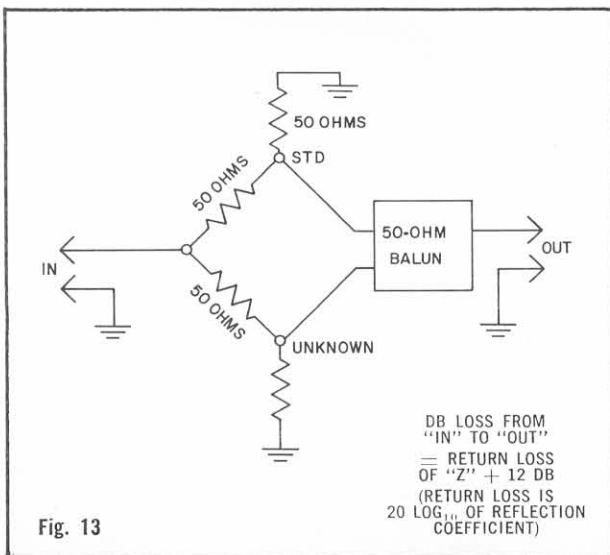 50 OHMS
STD
50 OHMS
50-OHM
BALUN
OUT
IN
50 OHMS
UNKNOWN
DB LOSS FROM
"IN" TO "OUT"
= RETURN LOSS
OF "Z" + 12 DB
(RETURN LOSS IS
20 LOG₁₀ OF REFLECTION
COEFFICIENT)
Fig. 13